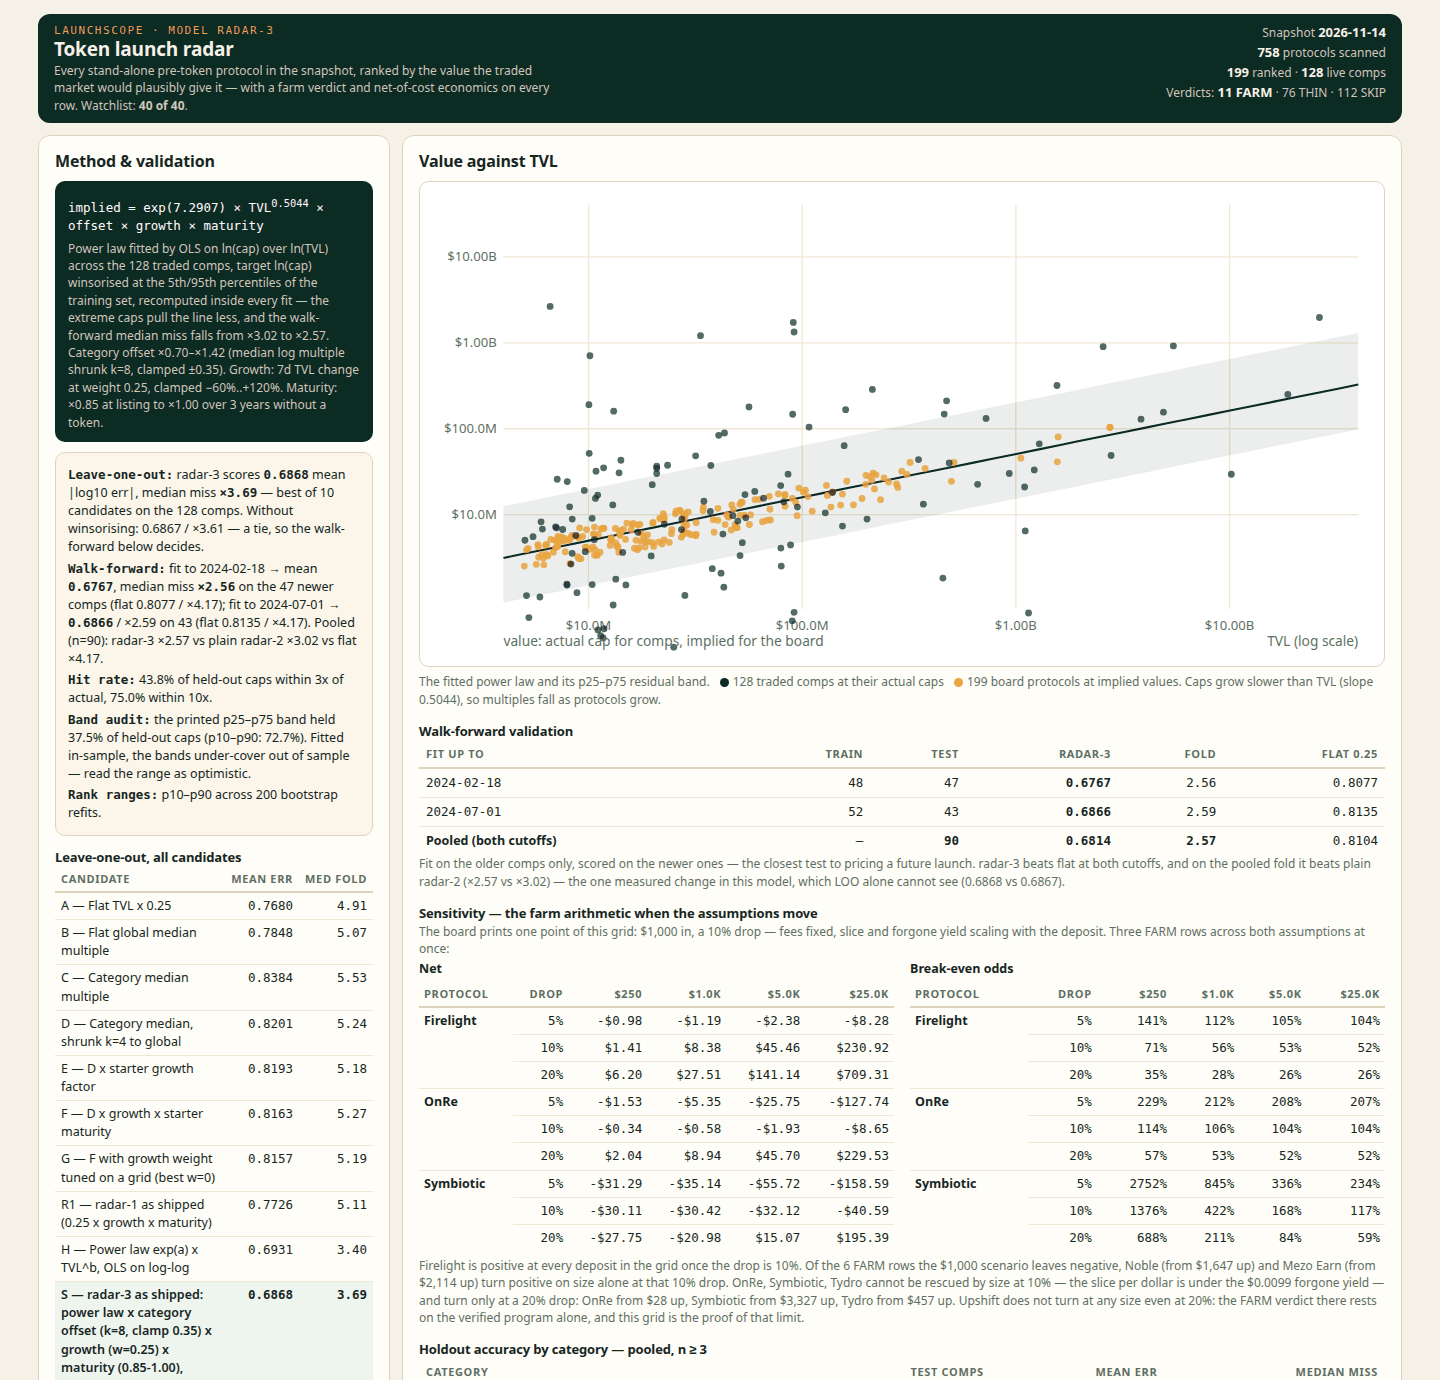 LAUNCHSCOPE · MODEL RADAR-3
Token launch radar
Every stand-alone pre-token protocol in the snapshot, ranked by the value the traded
market would plausibly give it — with a farm verdict and net-of-cost economics on every
row. Watchlist: 40 of 40.
Snapshot 2026-11-14
758 protocols scanned
199 ranked · 128 live comps
Verdicts: 11 FARM · 76 THIN · 112 SKIP
Method & validation
implied = exp(7.2907) × TVL^0.5044 ×
offset × growth × maturity
Power law fitted by OLS on ln(cap) over ln(TVL)
across the 128 traded comps, target ln(cap)
winsorised at the 5th/95th percentiles of the
training set, recomputed inside every fit — the
extreme caps pull the line less, and the walk-
forward median miss falls from ×3.02 to ×2.57.
Category offset ×0.70–×1.42 (median log multiple
shrunk k=8, clamped ±0.35). Growth: 7d TVL change
at weight 0.25, clamped −60%..+120%. Maturity:
×0.85 at listing to ×1.00 over 3 years without a
token.
Leave-one-out: radar-3 scores 0.6868 mean
|log10 err|, median miss ×3.69 — best of 10
candidates on the 128 comps. Without
winsorising: 0.6867 / ×3.61 — a tie, so the walk-
forward below decides.
Walk-forward: fit to 2024-02-18 → mean
0.6767, median miss ×2.56 on the 47 newer
comps (flat 0.8077 / ×4.17); fit to 2024-07-01 →
0.6866 / ×2.59 on 43 (flat 0.8135 / ×4.17). Pooled
(n=90): radar-3 ×2.57 vs plain radar-2 ×3.02 vs flat
×4.17.
Hit rate: 43.8% of held-out caps within 3x of
actual, 75.0% within 10x.
Band audit: the printed p25–p75 band held
37.5% of held-out caps (p10–p90: 72.7%). Fitted
in-sample, the bands under-cover out of sample
— read the range as optimistic.
Rank ranges: p10–p90 across 200 bootstrap
refits.
Leave-one-out, all candidates
CANDIDATE MEAN ERR MED FOLD
A — Flat TVL x 0.25 0.7680 4.91
B — Flat global median 0.7848 5.07
multiple
C — Category median 0.8384 5.53
multiple
D — Category median, 0.8201 5.24
shrunk k=4 to global
E — D x starter growth 0.8193 5.18
factor
F — D x growth x starter 0.8163 5.27
maturity
G — F with growth weight 0.8157 5.19
tuned on a grid (best w=0)
R1 — radar-1 as shipped 0.7726 5.11
(0.25 x growth x maturity)
H — Power law exp(a) x 0.6931 3.40
TVL^b, OLS on log-log
S — radar-3 as shipped: 0.6868 3.69
power law x category
offset (k=8, clamp 0.35) x
growth (w=0.25) x
maturity (0.85-1.00),
Value against TVL
$10.00B
$1.00B
$100.0M
$10.0M
$10.0M $100.0M $1.00B $10.00B
value: actual cap for comps, implied for the board TVL (log scale)
The fitted power law and its p25–p75 residual band. 128 traded comps at their actual caps 199 board protocols at implied values. Caps grow slower than TVL (slope
0.5044), so multiples fall as protocols grow.
Walk-forward validation
FIT UP TO TRAIN TEST RADAR-3 FOLD FLAT 0.25
2024-02-18 48 47 0.6767 2.56 0.8077
2024-07-01 52 43 0.6866 2.59 0.8135
Pooled (both cutoffs) — 90 0.6814 2.57 0.8104
Fit on the older comps only, scored on the newer ones — the closest test to pricing a future launch. radar-3 beats flat at both cutoffs, and on the pooled fold it beats plain
radar-2 (×2.57 vs ×3.02) — the one measured change in this model, which LOO alone cannot see (0.6868 vs 0.6867).
Sensitivity — the farm arithmetic when the assumptions move
The board prints one point of this grid: $1,000 in, a 10% drop — fees fixed, slice and forgone yield scaling with the deposit. Three FARM rows across both assumptions at
once:
Net
PROTOCOL DROP $250 $1.0K $5.0K $25.0K
Firelight 5% -$0.98 -$1.19 -$2.38 -$8.28
10% $1.41 $8.38 $45.46 $230.92
20% $6.20 $27.51 $141.14 $709.31
OnRe 5% -$1.53 -$5.35 -$25.75 -$127.74
10% -$0.34 -$0.58 -$1.93 -$8.65
20% $2.04 $8.94 $45.70 $229.53
Symbiotic 5% -$31.29 -$35.14 -$55.72 -$158.59
10% -$30.11 -$30.42 -$32.12 -$40.59
20% -$27.75 -$20.98 $15.07 $195.39
Break-even odds
PROTOCOL DROP $250 $1.0K $5.0K $25.0K
Firelight 5% 141% 112% 105% 104%
10% 71% 56% 53% 52%
20% 35% 28% 26% 26%
OnRe 5% 229% 212% 208% 207%
10% 114% 106% 104% 104%
20% 57% 53% 52% 52%
Symbiotic 5% 2752% 845% 336% 234%
10% 1376% 422% 168% 117%
20% 688% 211% 84% 59%
Firelight is positive at every deposit in the grid once the drop is 10%. Of the 6 FARM rows the $1,000 scenario leaves negative, Noble (from $1,647 up) and Mezo Earn (from
$2,114 up) turn positive on size alone at that 10% drop. OnRe, Symbiotic, Tydro cannot be rescued by size at 10% — the slice per dollar is under the $0.0099 forgone yield —
and turn only at a 20% drop: OnRe from $28 up, Symbiotic from $3,327 up, Tydro from $457 up. Upshift does not turn at any size even at 20%: the FARM verdict there rests
on the verified program alone, and this grid is the proof of that limit.
Holdout accuracy by category — pooled, n ≥ 3
CATEGORY TEST COMPS MEAN ERR MEDIAN MISS